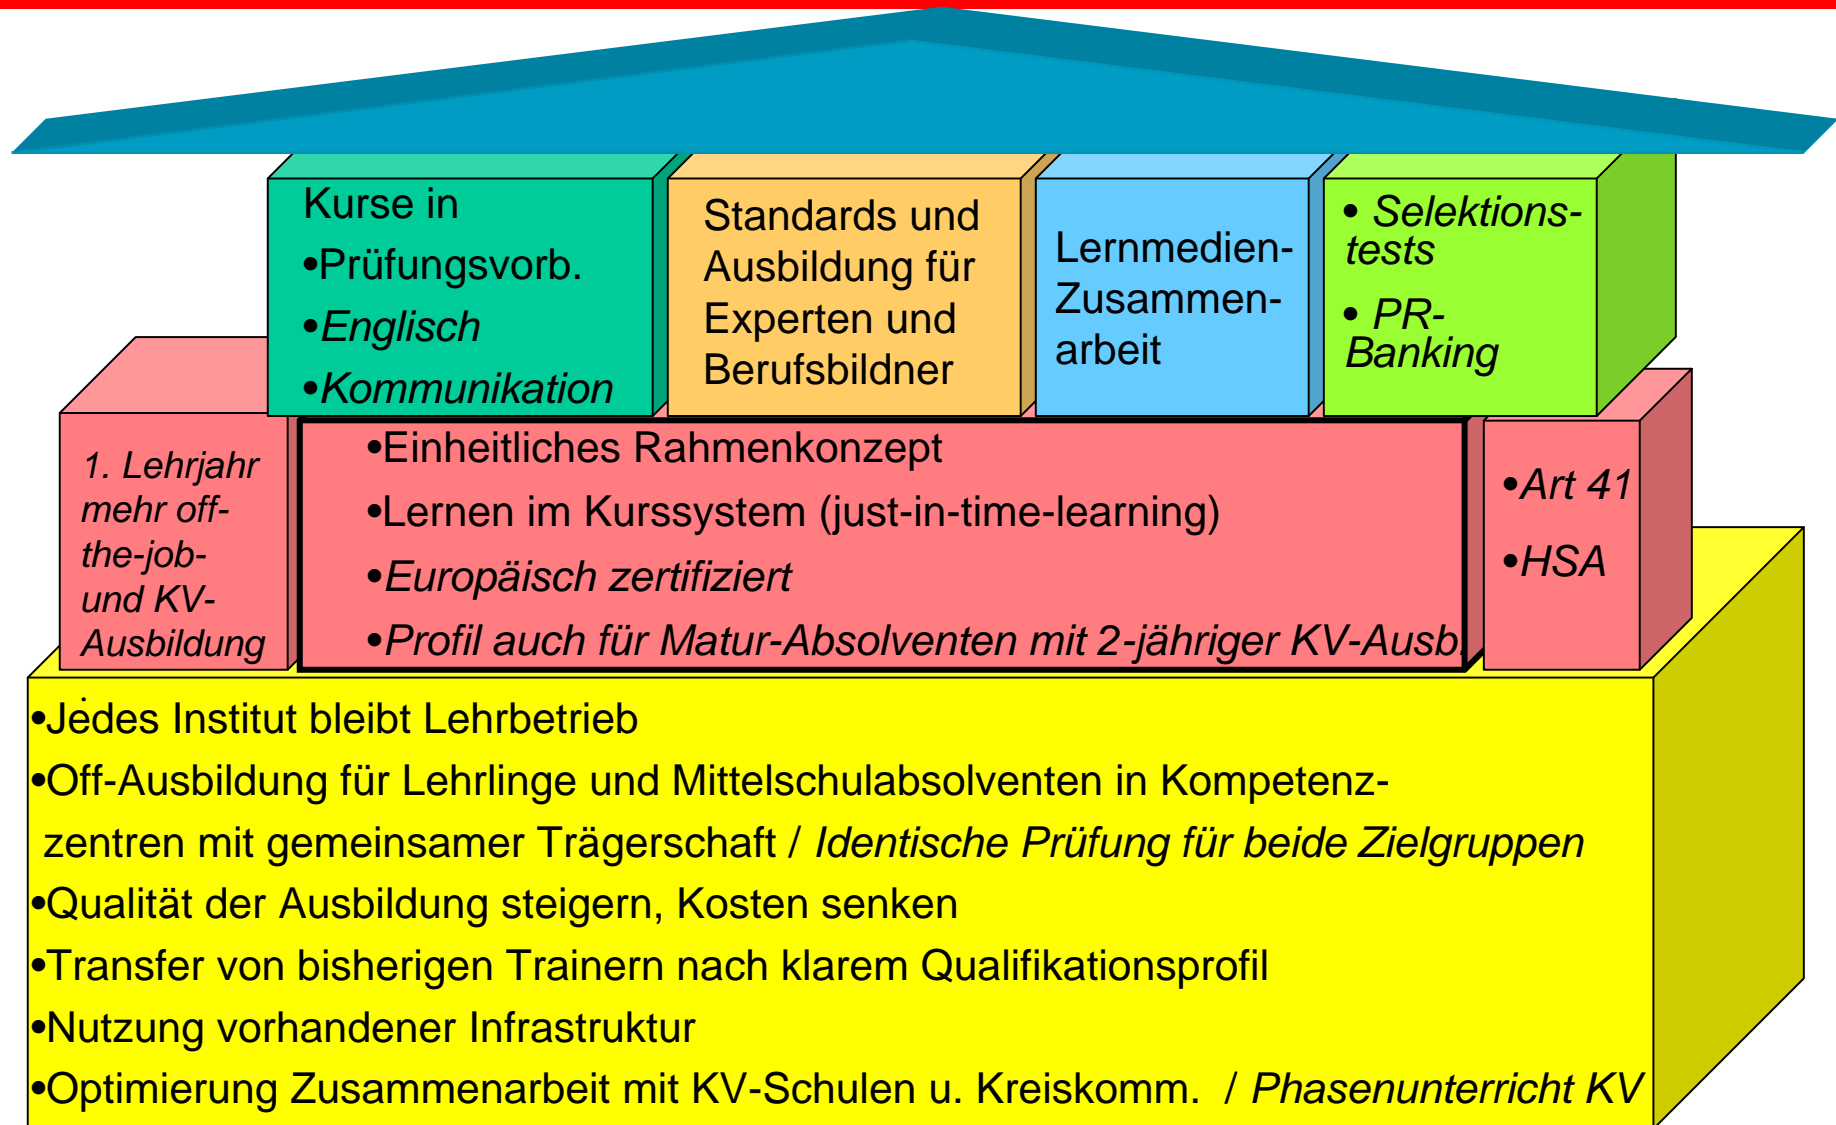 Kurse in
•Prüfungsvorb.
•Englisch
•Kommunikation
Standards und
Ausbildung für
Experten und
Berufsbildner
Lernmedien-
Zusammen-
arbeit
• Selektions-
tests
• PR-
Banking
1. Lehrjahr
mehr off-
the-job-
und KV-
Ausbildung
•Einheitliches Rahmenkonzept
•Lernen im Kurssystem (just-in-time-learning)
•Europäisch zertifiziert
•Profil auch für Matur-Absolventen mit 2-jähriger KV-Ausb.
•Art 41
•HSA
•Jedes Institut bleibt Lehrbetrieb
•Off-Ausbildung für Lehrlinge und Mittelschulabsolventen in Kompetenz-
zentren mit gemeinsamer Trägerschaft / Identische Prüfung für beide Zielgruppen
•Qualität der Ausbildung steigern, Kosten senken
•Transfer von bisherigen Trainern nach klarem Qualifikationsprofil
•Nutzung vorhandener Infrastruktur
•Optimierung Zusammenarbeit mit KV-Schulen u. Kreiskomm. / Phasenunterricht KV